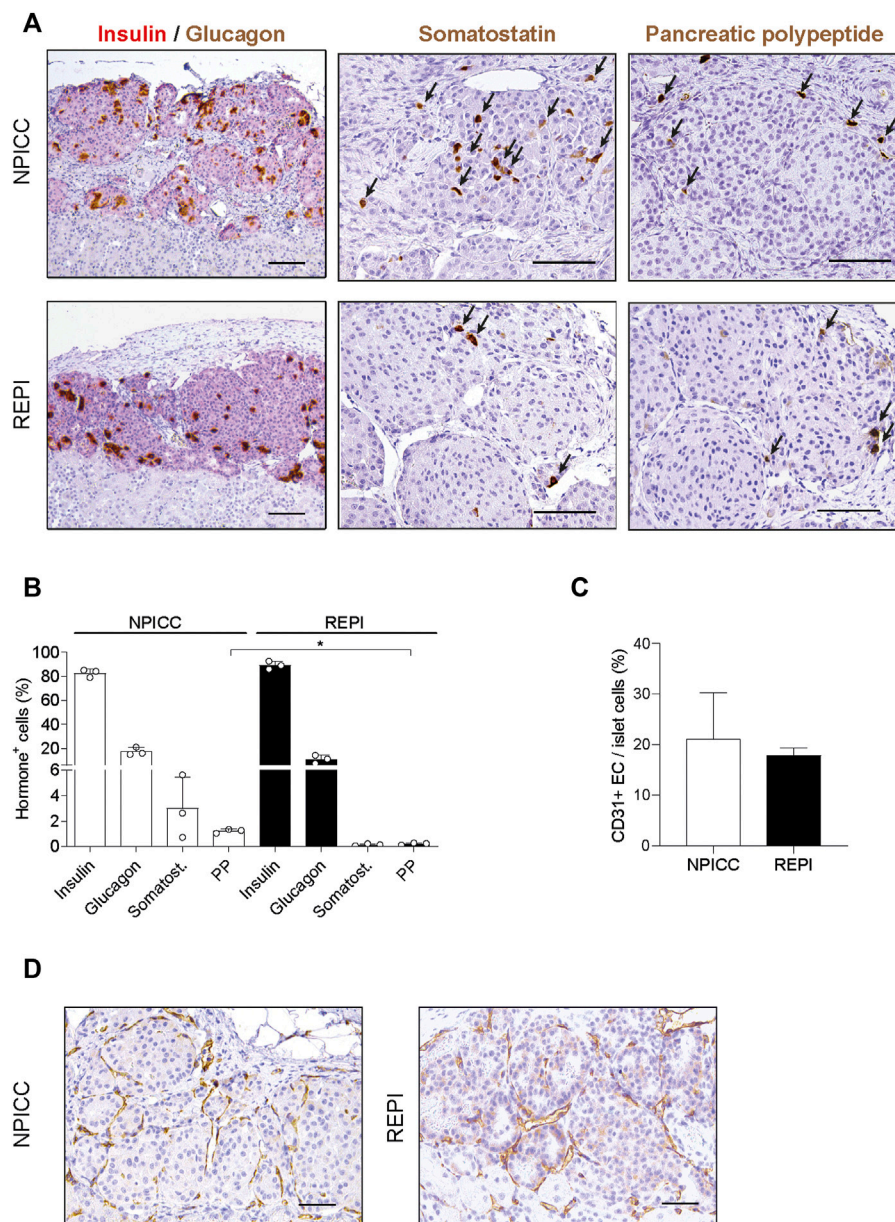 A
Insulin / Glucagon
Somatostatin
Pancreatic polypeptide
NPICC
REPI
B
NPICC
REPI
*
Hormone+ cells (%)
100
80
60
40
20
6
4
2
0
Insulin
Glucagon
Somatost.
PP
Insulin
Glucagon
Somatost.
PP
C
CD31+ EC / islet cells (%)
40
30
20
10
0
NPICC
REPI
D
NPICC
REPI